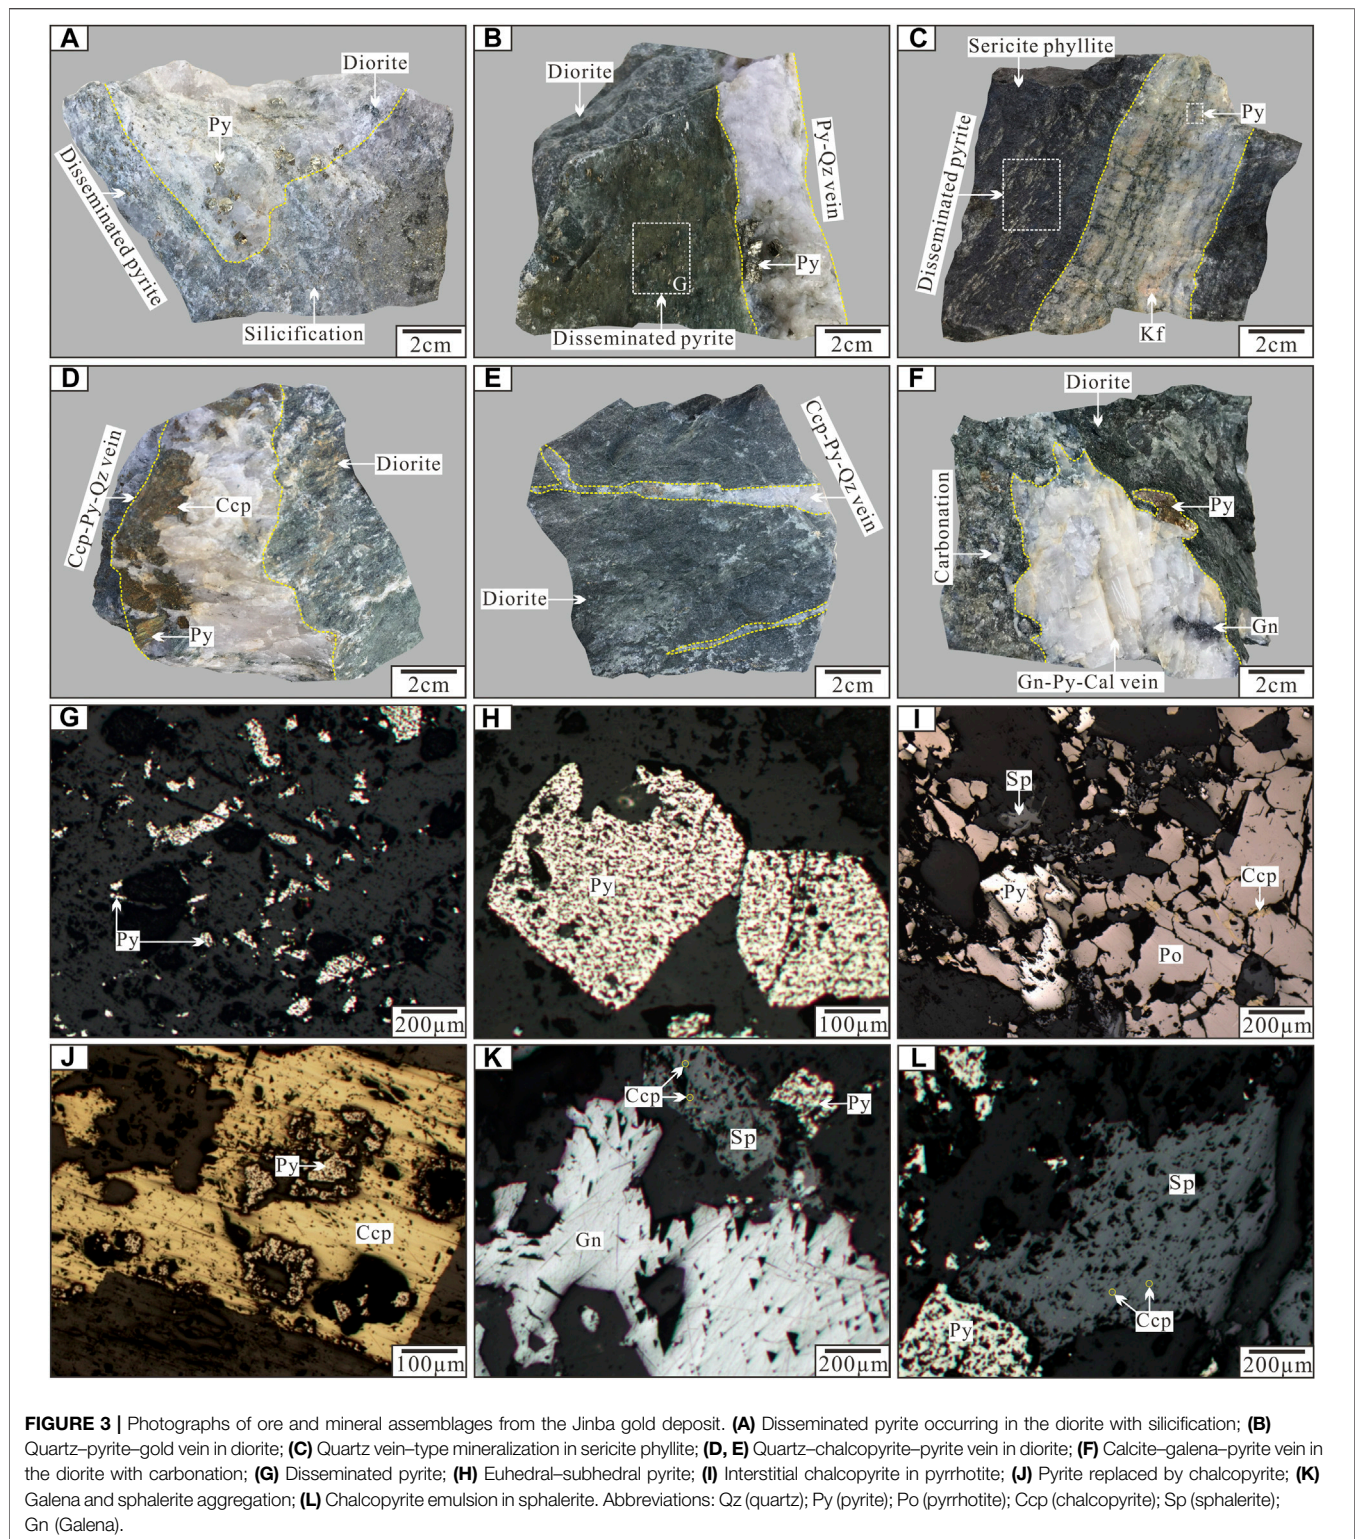 A
Diorite
Py
Disseminated pyrite
Silicification
2cm
B
Diorite
Py-Qz vein
Py
G
Disseminated pyrite
2cm
C
Sericite phyllite
Disseminated pyrite
Py
Kf
2cm
D
Ccp-Py-Qz vein
Diorite
Ccp
Py
2cm
E
Ccp-Py-Qz vein
Diorite
2cm
F
Diorite
Carbonation
Py
Gn
Gn-Py-Cal vein
2cm
G
Py
200μm
H
Py
100μm
I
Sp
Py
Ccp
Po
200μm
J
Py
Ccp
100μm
K
Ccp
Py
Sp
Gn
200μm
L
Sp
Ccp
Py
200μm
FIGURE 3 | Photographs of ore and mineral assemblages from the Jinba gold deposit. (A) Disseminated pyrite occurring in the diorite with silicification; (B)
Quartz–pyrite–gold vein in diorite; (C) Quartz vein–type mineralization in sericite phyllite; (D, E) Quartz–chalcopyrite–pyrite vein in diorite; (F) Calcite–galena–pyrite vein in
the diorite with carbonation; (G) Disseminated pyrite; (H) Euhedral–subhedral pyrite; (I) Interstitial chalcopyrite in pyrrhotite; (J) Pyrite replaced by chalcopyrite; (K)
Galena and sphalerite aggregation; (L) Chalcopyrite emulsion in sphalerite. Abbreviations: Qz (quartz); Py (pyrite); Po (pyrrhotite); Ccp (chalcopyrite); Sp (sphalerite);
Gn (Galena).